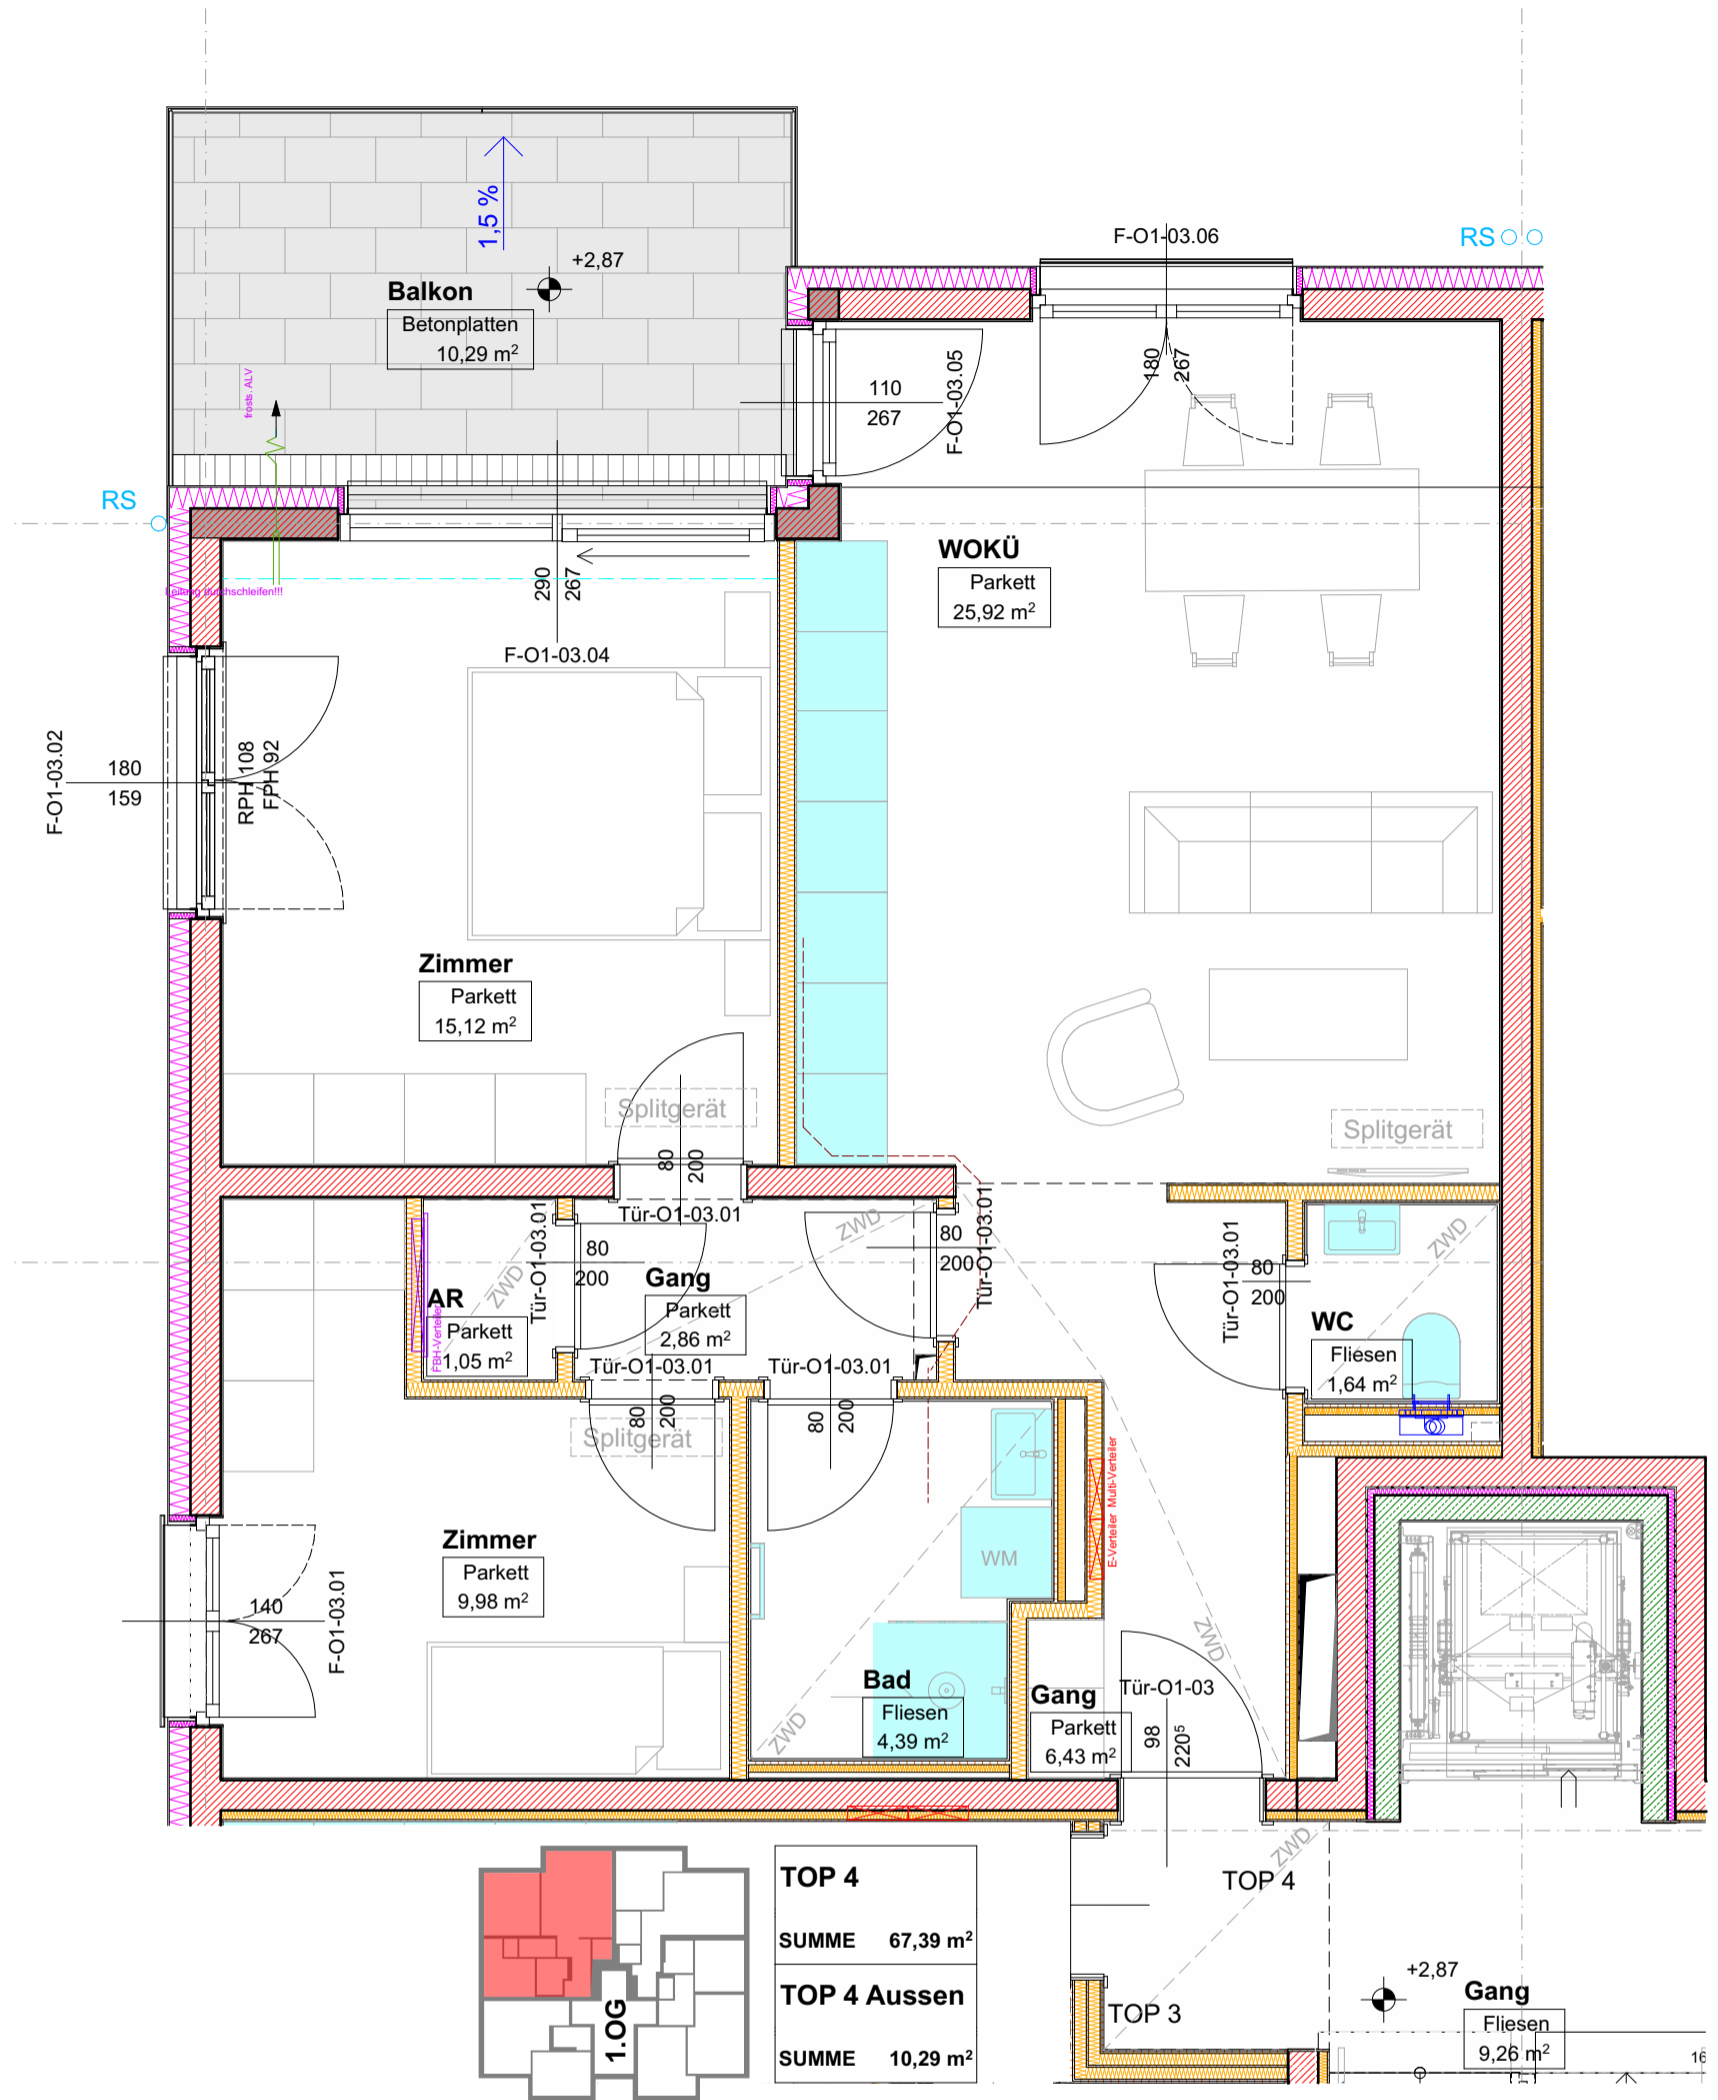 1,5 %
+2,87
Balkon
Betonplatten
10,29 m²
frosts. ALV
F-O1-03.06
RS
110
267
F-O1-03.05
180
267
RS
WOKÜ
Parkett
25,92 m²
290
267
Leitung durchschleifen!!!
F-O1-03.04
F-O1-03.02
180
159
RPH 108
FPH 92
Zimmer
Parkett
15,12 m²
Splitgerät
Splitgerät
80
200
Tür-O1-03.01
Tür-O1-03.01
80
200
ZWD
AR
Parkett
1,05 m²
FBH-Verteiler
Gang
Parkett
2,86 m²
ZWD
80
200
Tür-O1-03.01
Tür-O1-03.01
80
200
ZWD
WC
Fliesen
1,64 m²
Tür-O1-03.01
Tür-O1-03.01
80
200
80
200
Splitgerät
E-Verteiler Multi-Verteiler
WM
Zimmer
Parkett
9,98 m²
140
267
F-O1-03.01
ZWD
Bad
Fliesen
4,39 m²
ZWD
Gang
Parkett
6,43 m²
Tür-O1-03
98
220⁵
ZWD
TOP 4
TOP 4
SUMME 67,39 m²
TOP 4 Aussen
SUMME 10,29 m²
1.OG
TOP 3
+2,87
Gang
Fliesen
9,26 m²
16